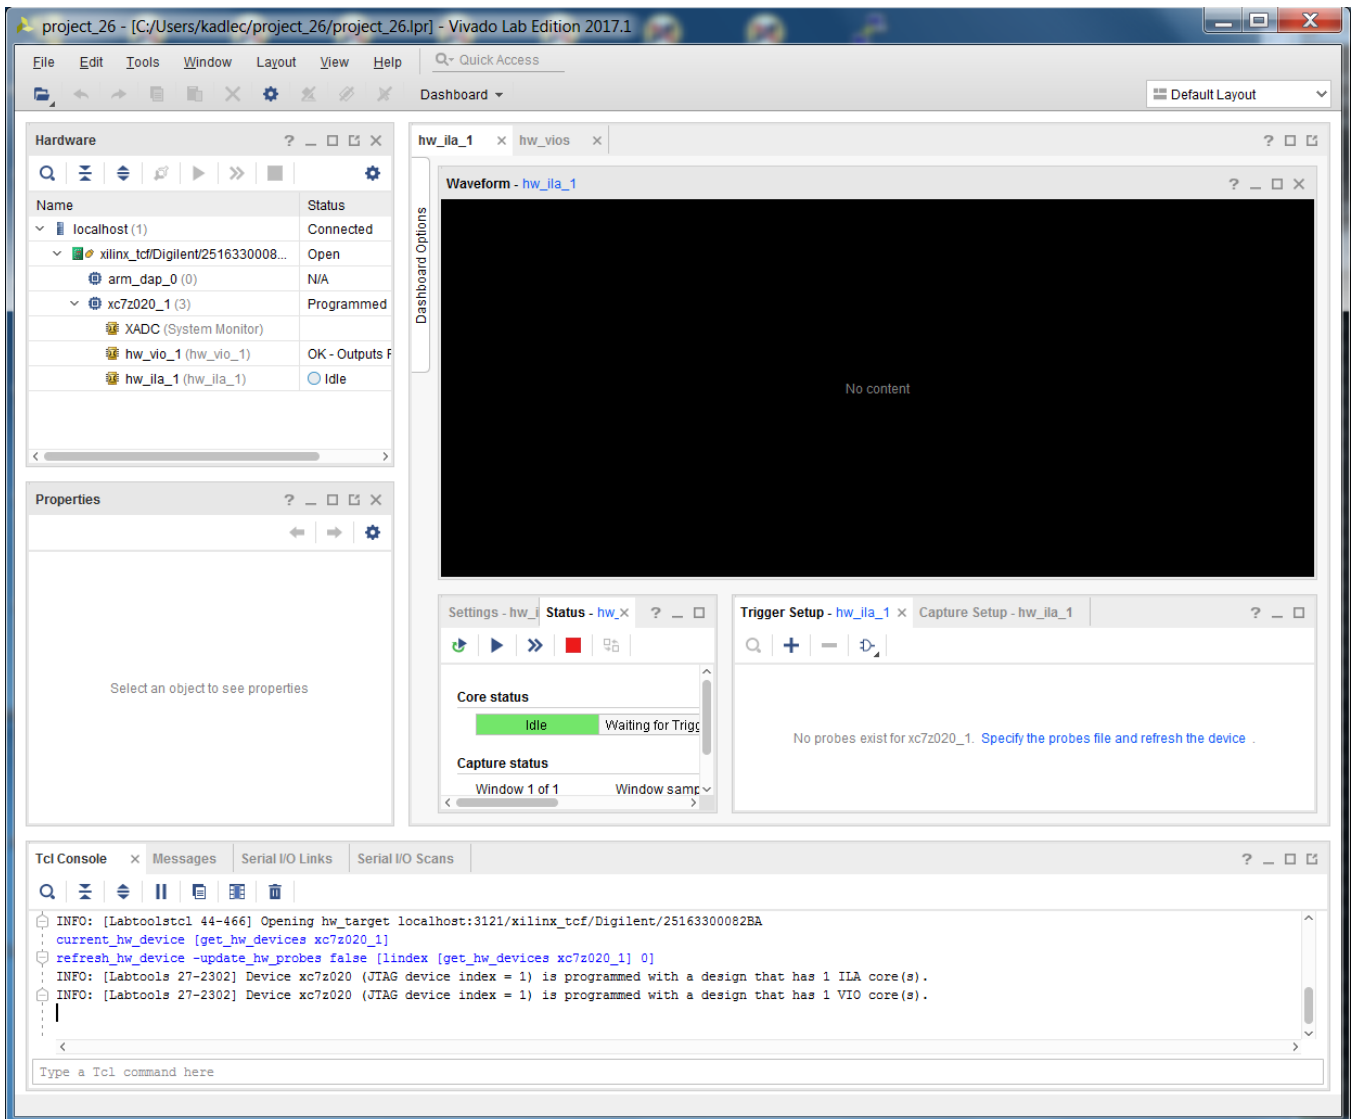 project_26 - [C:/Users/kadlec/project_26/project_26.lpr] - Vivado Lab Edition 2017.1
File Edit Tools Window Layout View Help Quick Access
Dashboard Default Layout
Hardware
Name Status
localhost (1) Connected
xilinx_tcf/Digilent/2516330008... Open
arm_dap_0 (0) N/A
xc7z020_1 (3) Programmed
XADC (System Monitor)
hw_vio_1 (hw_vio_1) OK - Outputs R
hw_ila_1 (hw_ila_1) Idle
Properties
Select an object to see properties
hw_ila_1 hw_vios
Dashboard Options
Waveform - hw_ila_1
No content
Settings - hw_i Status - hw_
Core status
Idle Waiting for Trigg
Capture status
Window 1 of 1 Window samp
Trigger Setup - hw_ila_1 Capture Setup - hw_ila_1
No probes exist for xc7z020_1. Specify the probes file and refresh the device .
Tcl Console Messages Serial I/O Links Serial I/O Scans
INFO: [Labtoolstcl 44-466] Opening hw_target localhost:3121/xilinx_tcf/Digilent/25163300082BA
current_hw_device [get_hw_devices xc7z020_1]
refresh_hw_device -update_hw_probes false [lindex [get_hw_devices xc7z020_1] 0]
INFO: [Labtools 27-2302] Device xc7z020 (JTAG device index = 1) is programmed with a design that has 1 ILA core(s).
INFO: [Labtools 27-2302] Device xc7z020 (JTAG device index = 1) is programmed with a design that has 1 VIO core(s).
Type a Tcl command here